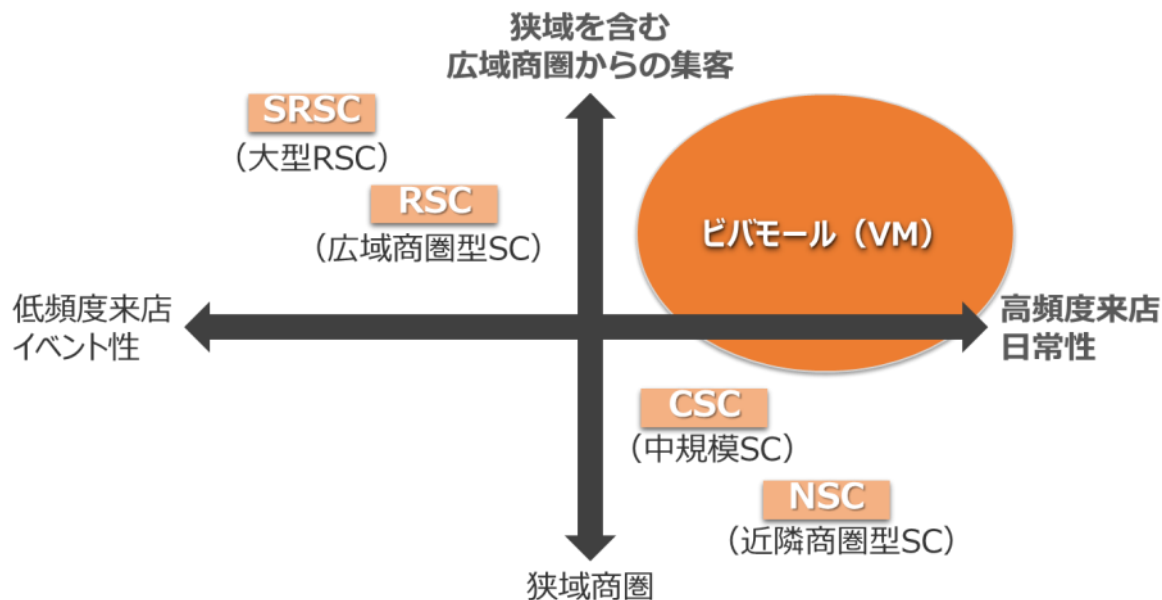 狭域を含む
広域商圏からの集客
SRSC
（大型RSC）
RSC
（広域商圏型SC）
ビバモール（VM）
低頻度来店
イベント性
高頻度来店
日常性
CSC
（中規模SC）
NSC
（近隣商圏型SC）
狭域商圏